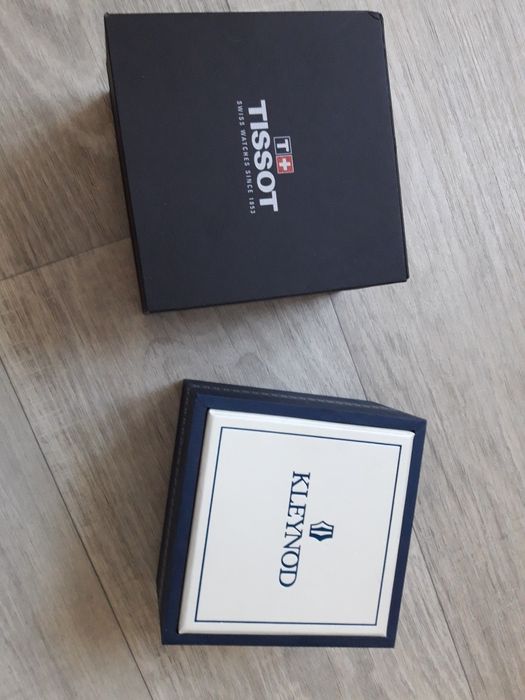 T+
TISSOT
SWISS WATCHES SINCE 1853
KLEYNOD